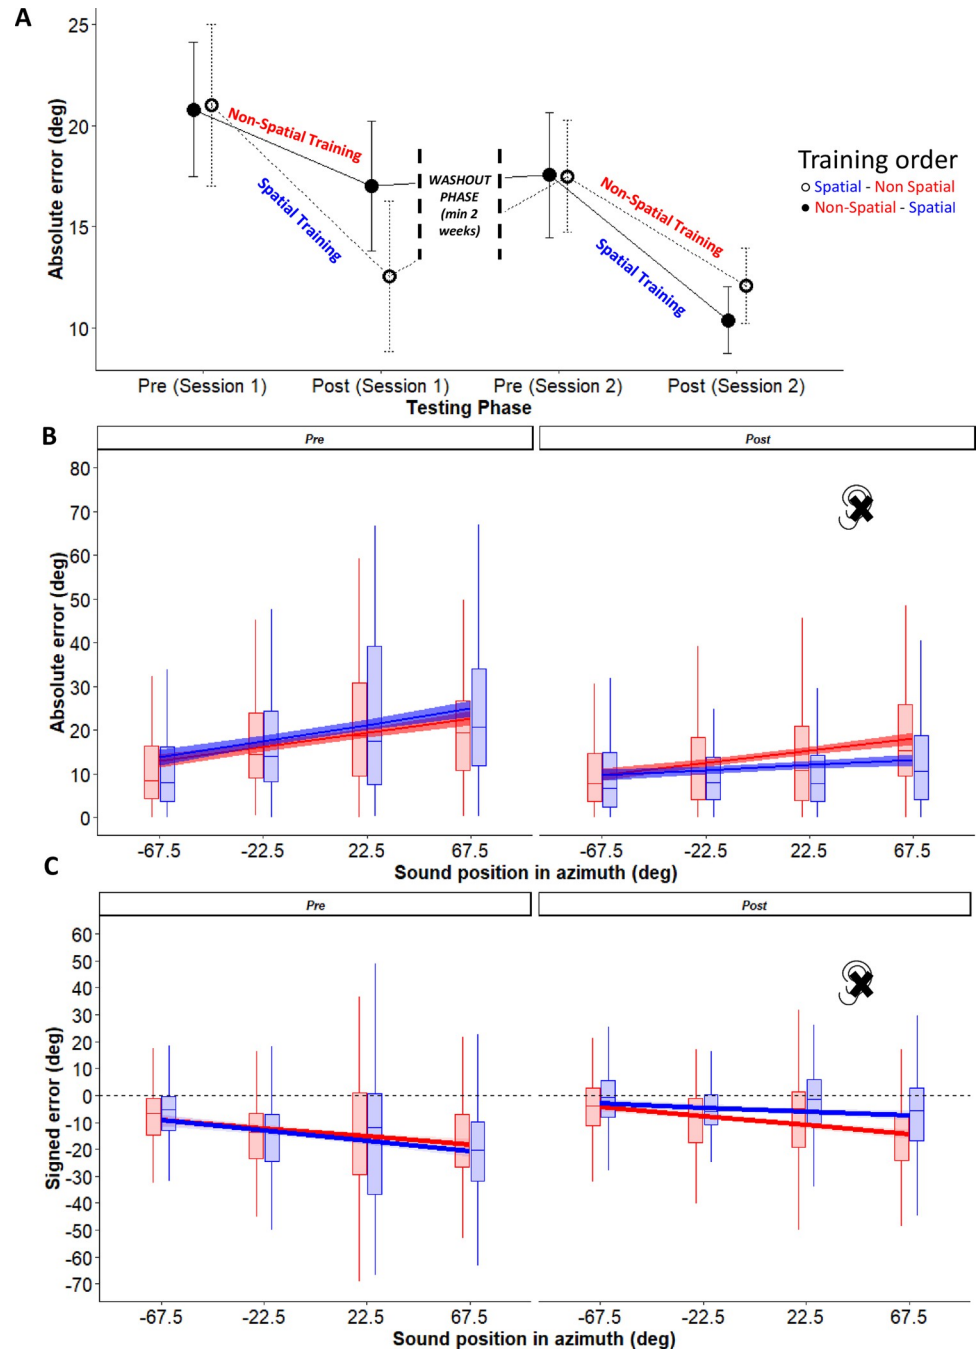 A
25
20
15
10
Absolute error (deg)
Non-Spatial Training
Spatial Training
WASHOUT
PHASE
(min 2
weeks)
Non-Spatial Training
Spatial Training
Training order
Spatial - Non Spatial
Non-Spatial - Spatial
Pre (Session 1)
Post (Session 1)
Pre (Session 2)
Post (Session 2)
Testing Phase
B
Pre
Post
80
70
60
50
40
30
20
10
0
Absolute error (deg)
-67.5
-22.5
22.5
67.5
-67.5
-22.5
22.5
67.5
Sound position in azimuth (deg)
C
Pre
Post
60
50
40
30
20
10
0
-10
-20
-30
-40
-50
-60
-70
Signed error (deg)
-67.5
-22.5
22.5
67.5
-67.5
-22.5
22.5
67.5
Sound position in azimuth (deg)